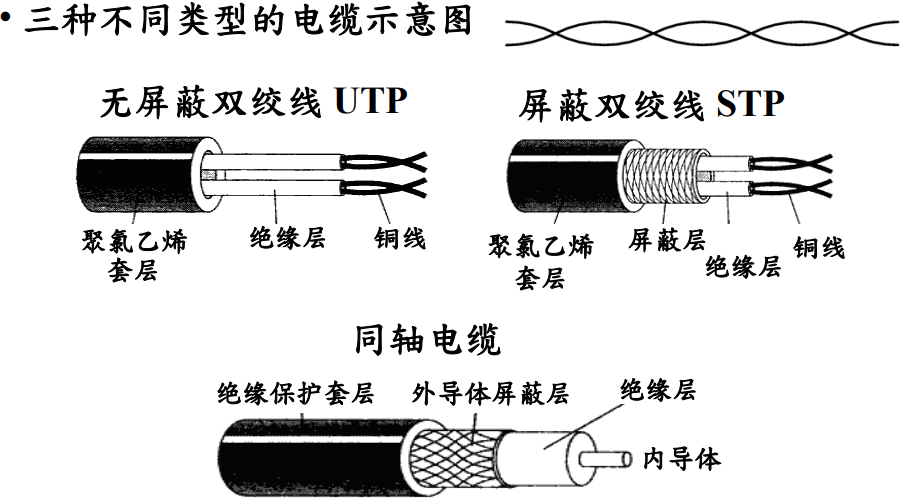 • 三种不同类型的电缆示意图
无屏蔽双绞线 UTP
聚氯乙烯
套层
绝缘层
铜线
屏蔽双绞线 STP
聚氯乙烯
套层
屏蔽层
绝缘层
铜线
同轴电缆
绝缘保护套层
外导体屏蔽层
绝缘层
内导体